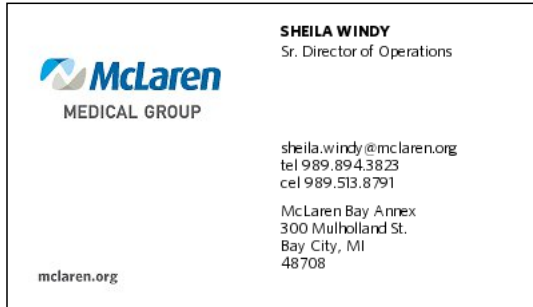 McLaren
MEDICAL GROUP
mclaren.org
SHEILA WINDY
Sr. Director of Operations
sheila.windy@mclaren.org
tel 989.894.3823
cel 989.513.8791
McLaren Bay Annex
300 Mulholland St.
Bay City, MI
48708